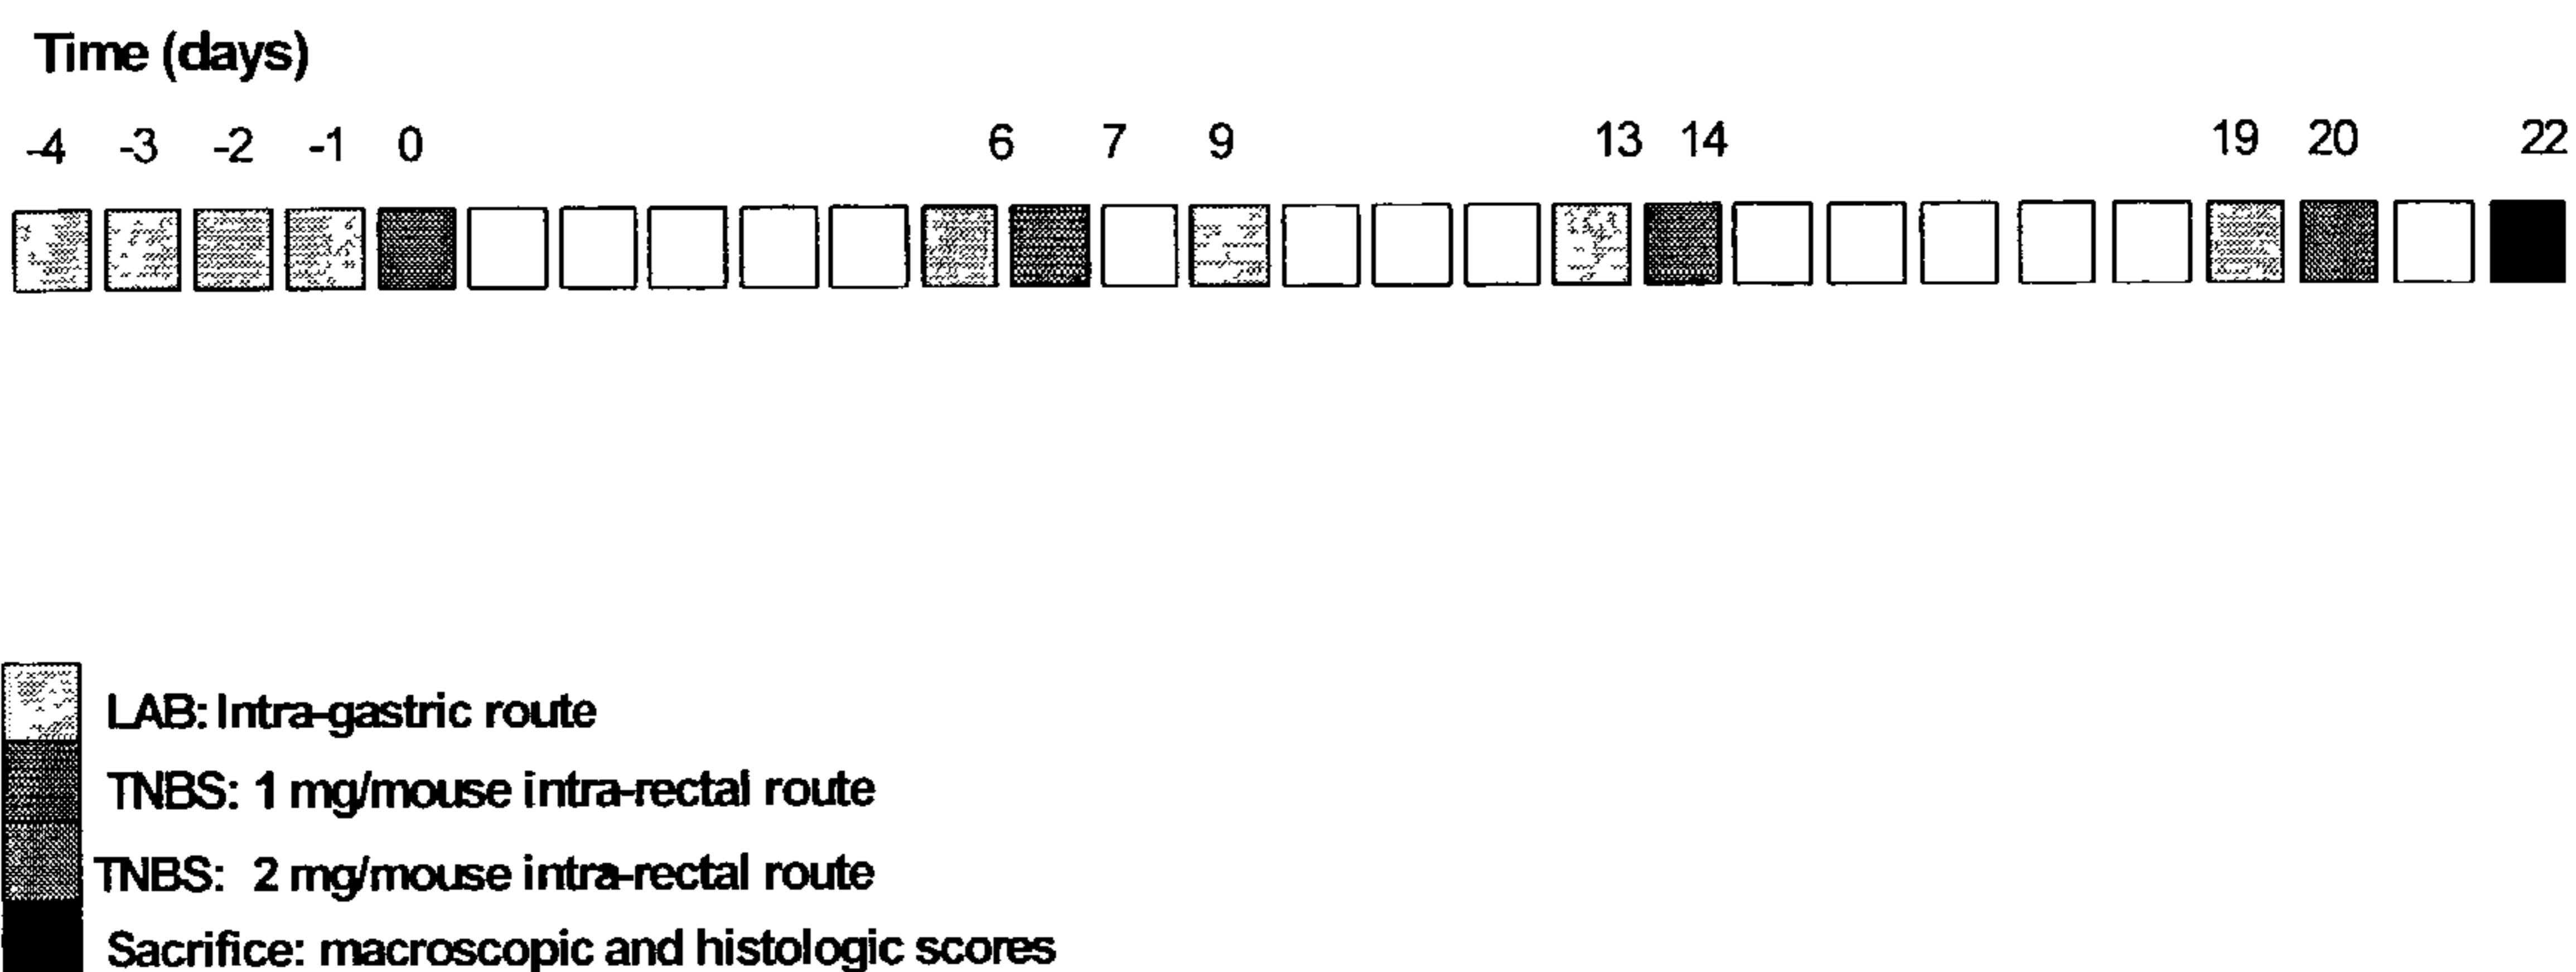 Time (days)
-4 -3 -2 -1 0 6 7 9 13 14 19 20 22
LAB: Intra-gastric route
TNBS: 1 mg/mouse intra-rectal route
TNBS: 2 mg/mouse intra-rectal route
Sacrifice: macroscopic and histologic scores